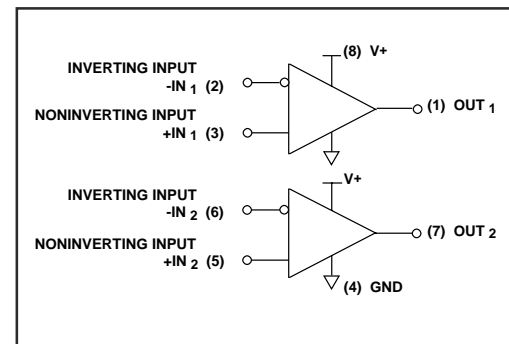 (8) V+
INVERTING INPUT
-IN 1 (2)
NONINVERTING INPUT
+IN 1 (3)
(1) OUT 1
V+
INVERTING INPUT
-IN 2 (6)
NONINVERTING INPUT
+IN 2 (5)
(7) OUT 2
(4) GND